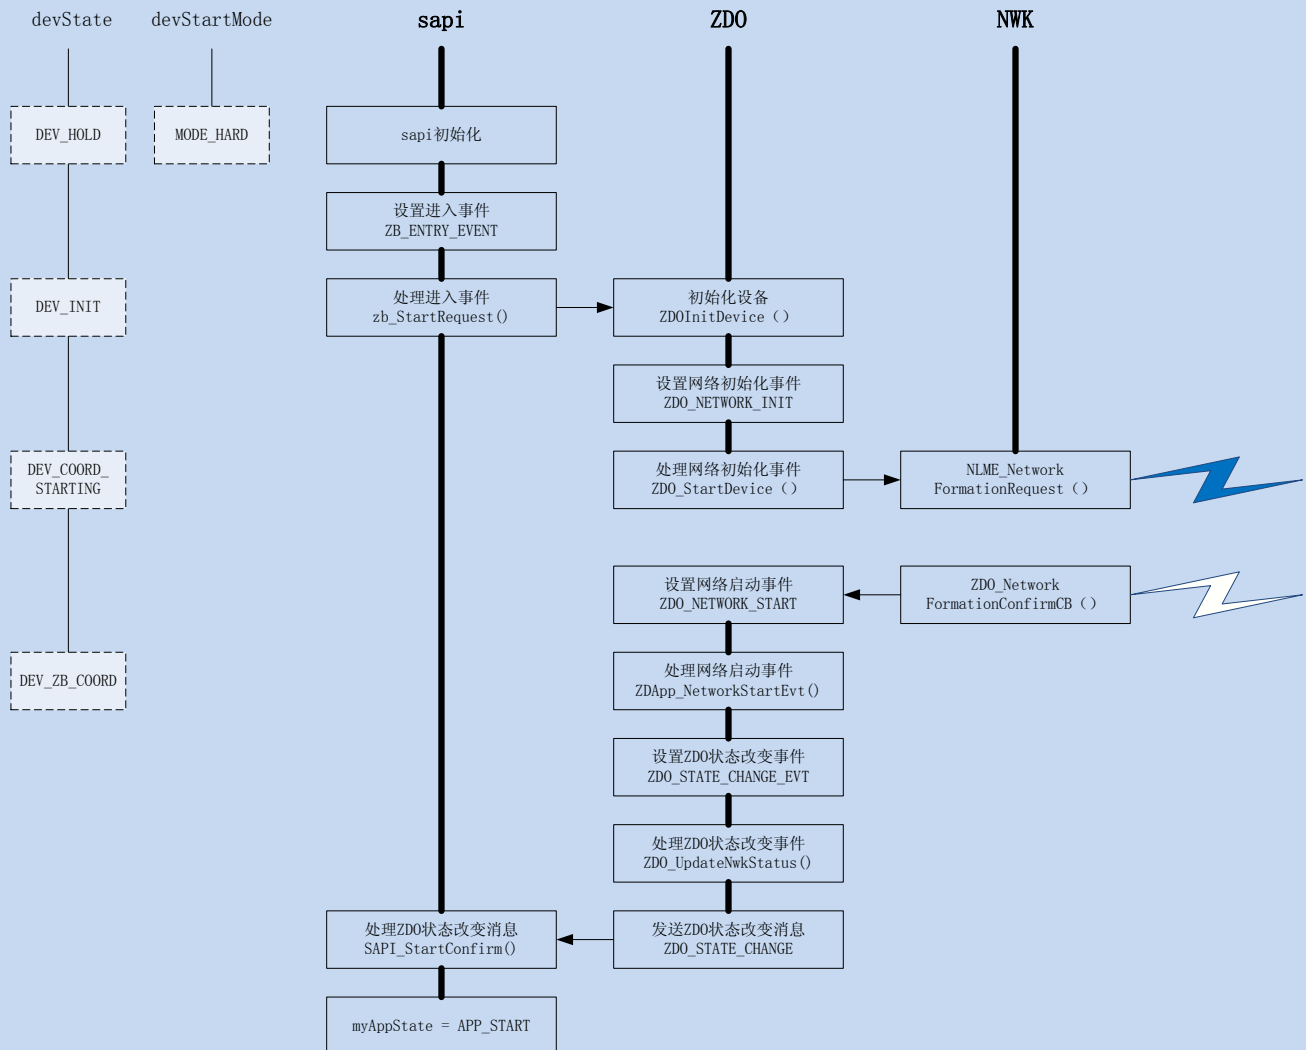 devState
devStartMode
sapi
ZDO
NWK
DEV_HOLD
MODE_HARD
sapi初始化
设置进入事件
ZB_ENTRY_EVENT
DEV_INIT
处理进入事件
zb_StartRequest()
初始化设备
ZDOInitDevice（）
设置网络初始化事件
ZDO_NETWORK_INIT
DEV_COORD_
STARTING
处理网络初始化事件
ZDO_StartDevice（）
NLME_Network
FormationRequest（）
设置网络启动事件
ZDO_NETWORK_START
ZDO_Network
FormationConfirmCB（）
DEV_ZB_COORD
处理网络启动事件
ZDApp_NetworkStartEvt()
设置ZDO状态改变事件
ZDO_STATE_CHANGE_EVT
处理ZDO状态改变事件
ZDO_UpdateNwkStatus()
处理ZDO状态改变消息
SAPI_StartConfirm()
发送ZDO状态改变消息
ZDO_STATE_CHANGE
myAppState = APP_START